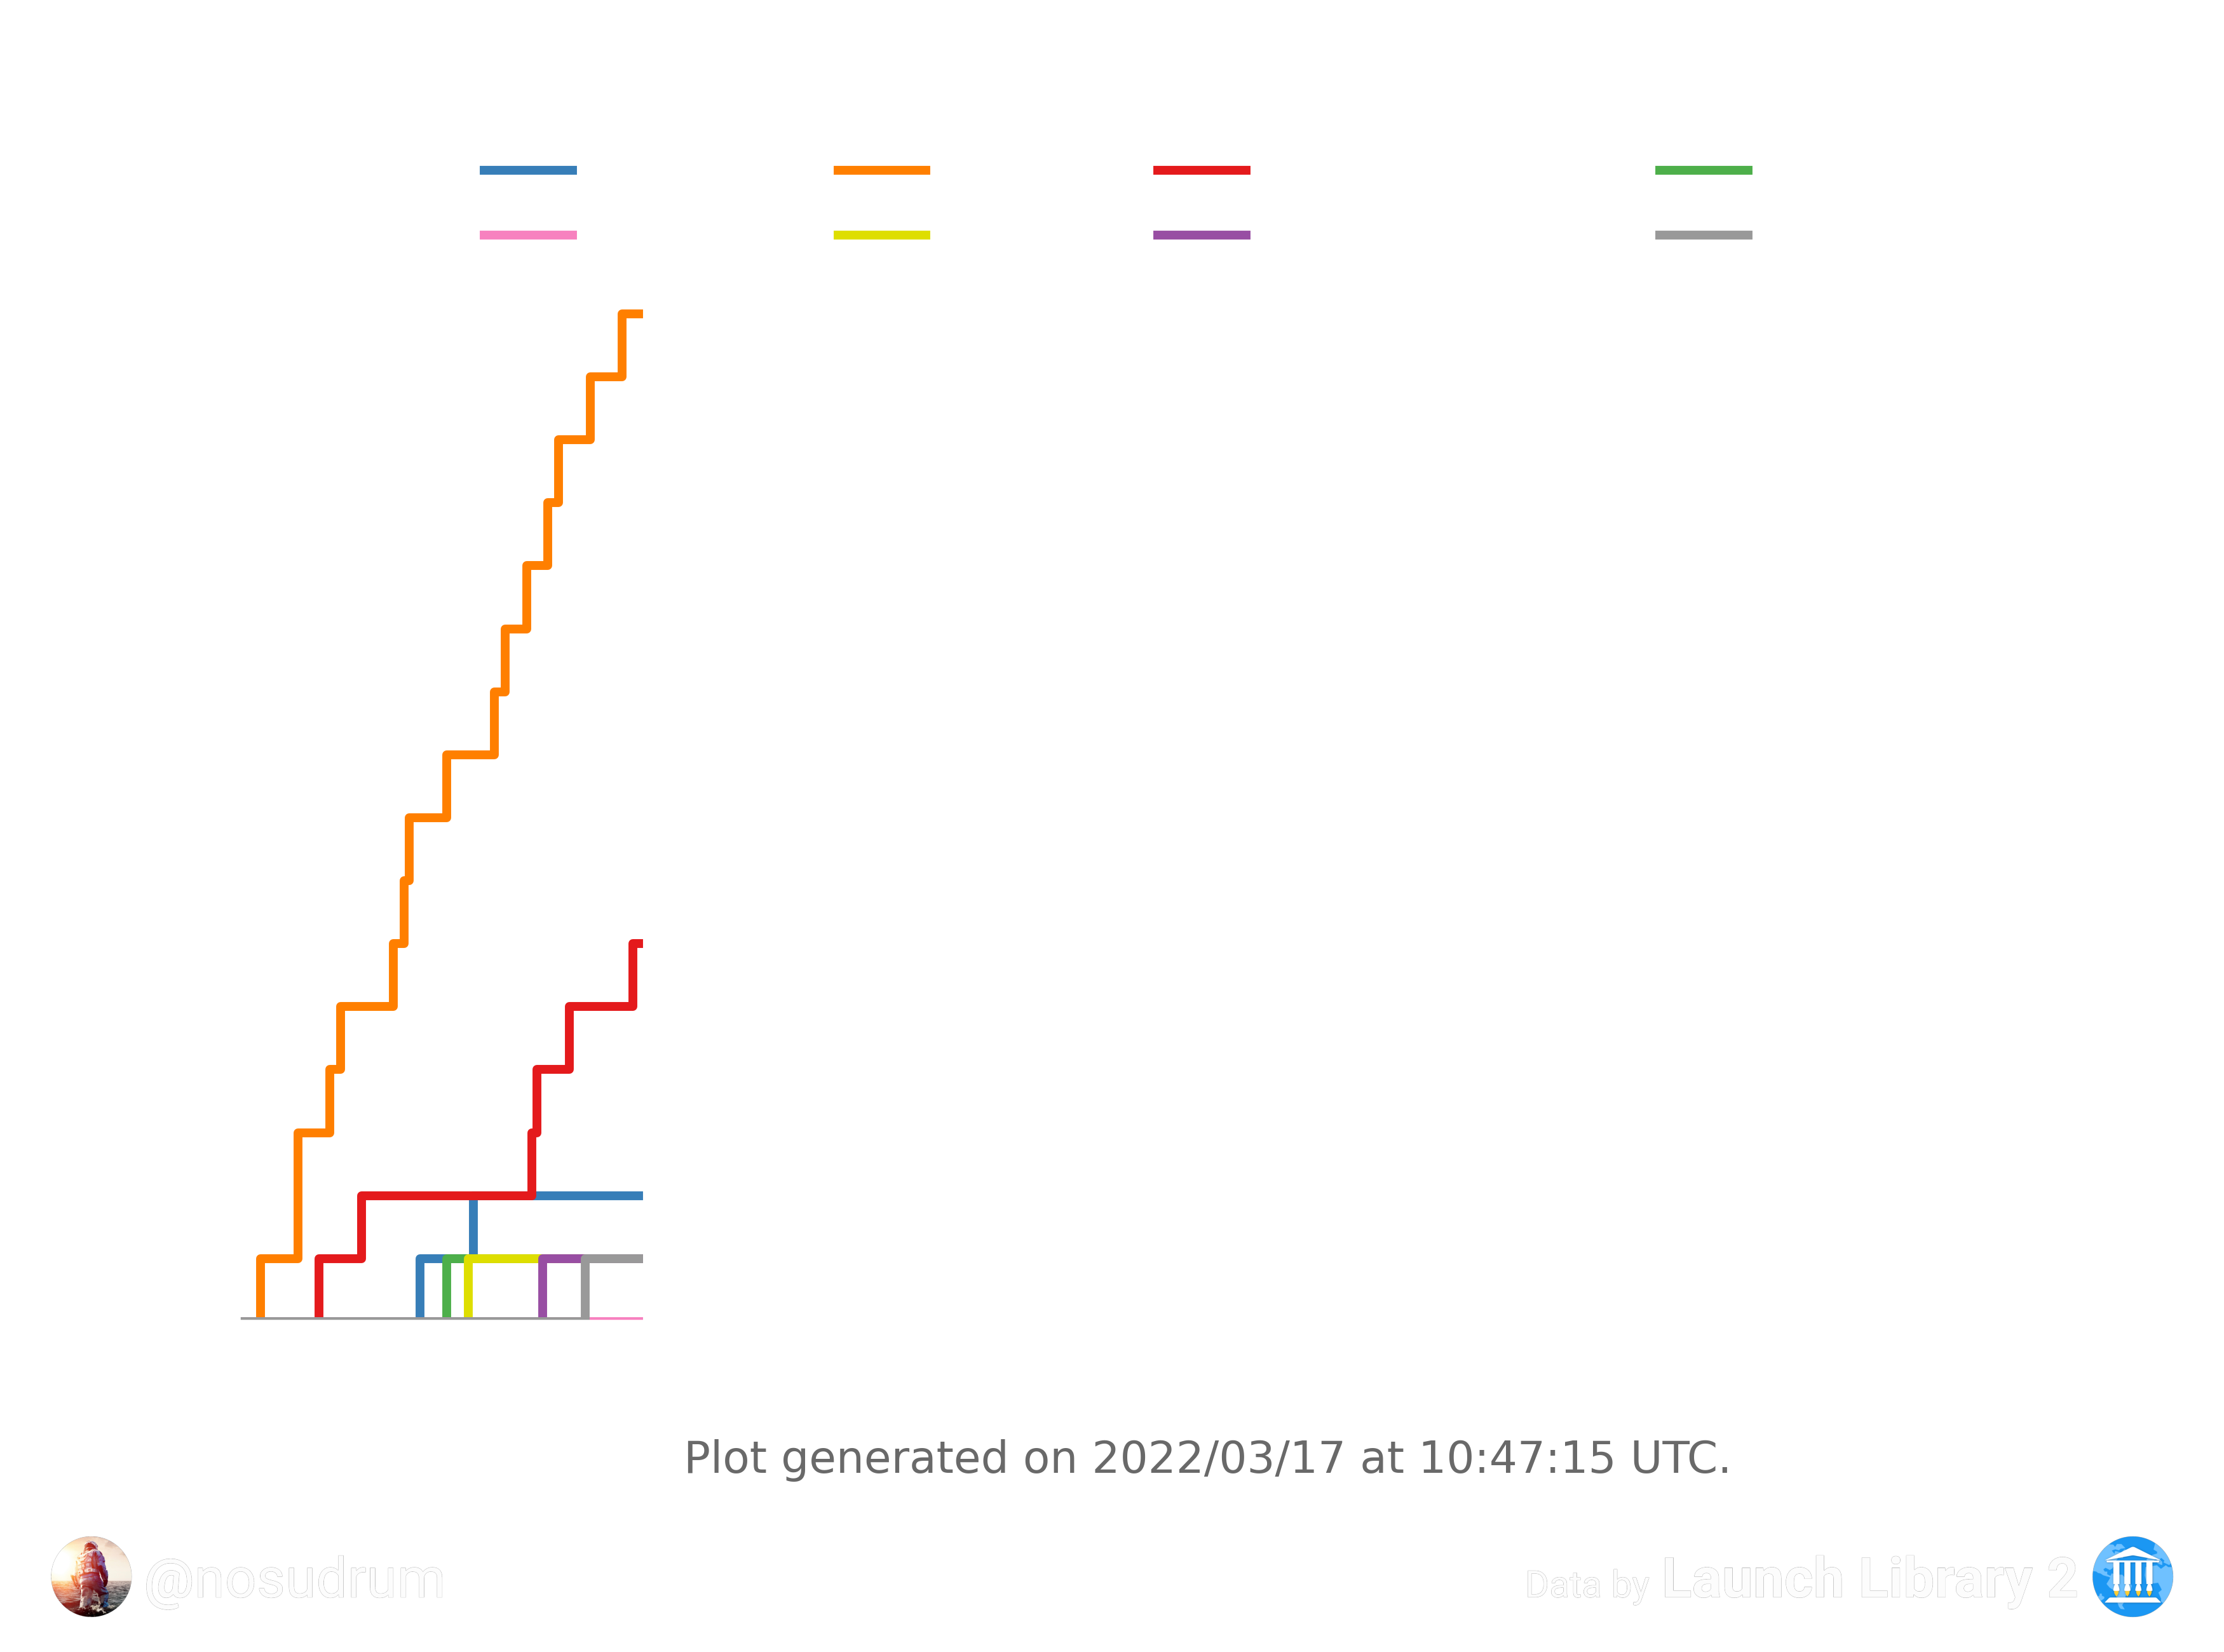 Plot generated on 2022/03/17 at 10:47:15 UTC.
@nosudrum
Data by Launch Library 2